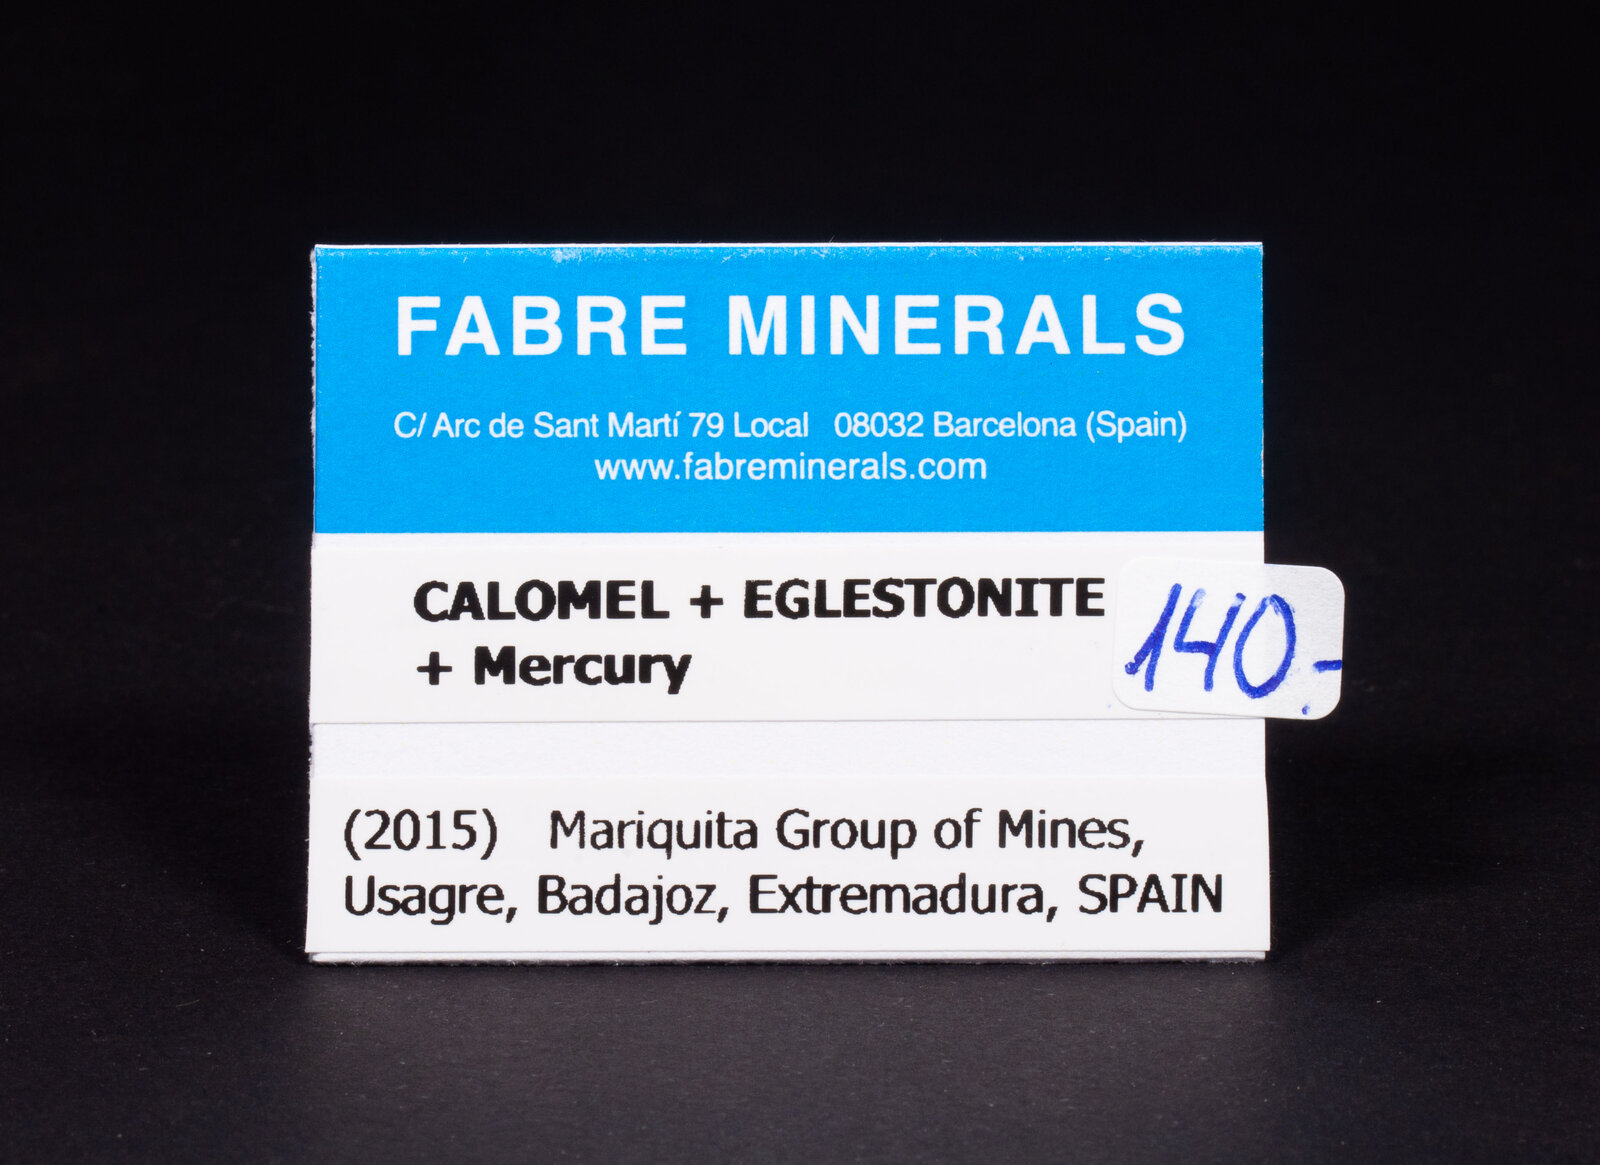 FABRE MINERALS
C/ Arc de Sant Martí 79 Local 08032 Barcelona (Spain)
www.fabreminerals.com
CALOMEL + EGLESTONITE
+ Mercury
140.-
(2015) Mariquita Group of Mines,
Usagre, Badajoz, Extremadura, SPAIN